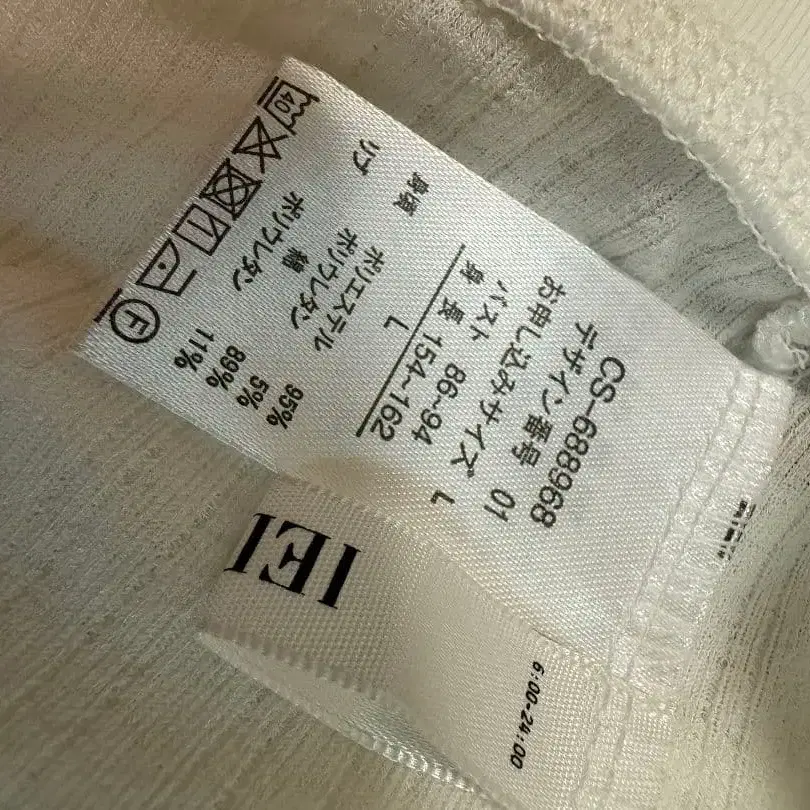 CS-688968
デザイン番号 01
お申し込みサイズ L
バスト 86~94
身長 154~162
L
身頃 ポリエステル 95%
ポリウレタン 5%
リブ 綿 89%
ポリウレタン 11%
40
F
IEI
6:00-24:00